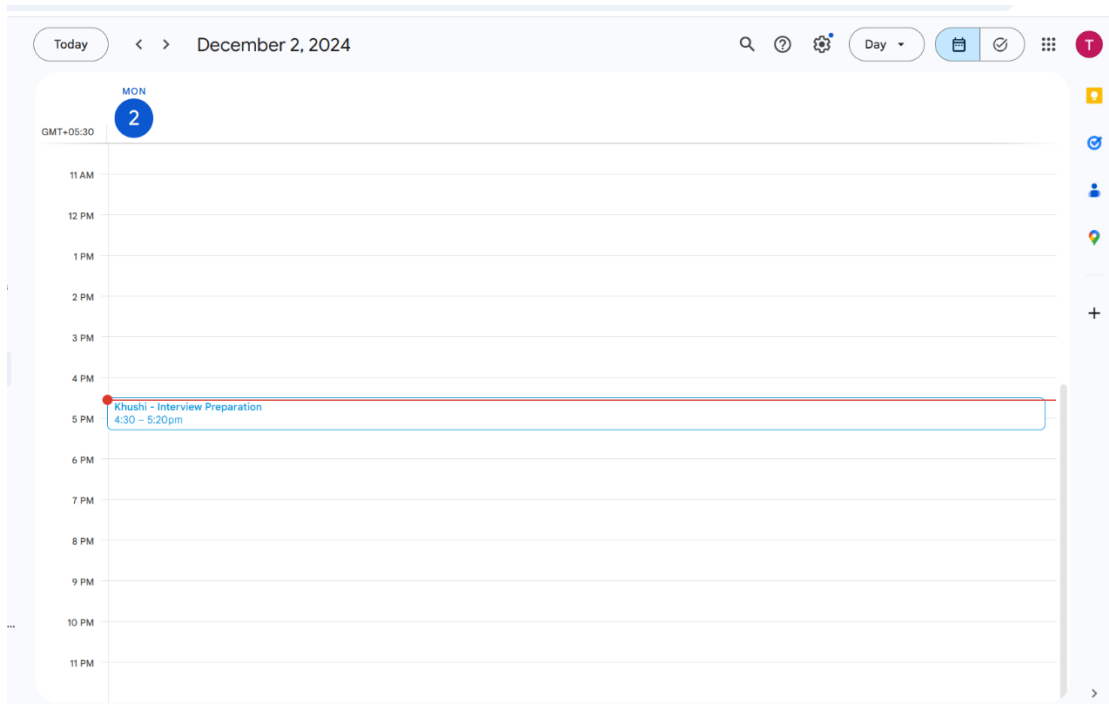 Today
December 2, 2024
Day
T
MON
2
GMT+05:30
11 AM
12 PM
1 PM
2 PM
3 PM
4 PM
Khushi - Interview Preparation
4:30 – 5:20pm
5 PM
6 PM
7 PM
8 PM
9 PM
10 PM
11 PM
...